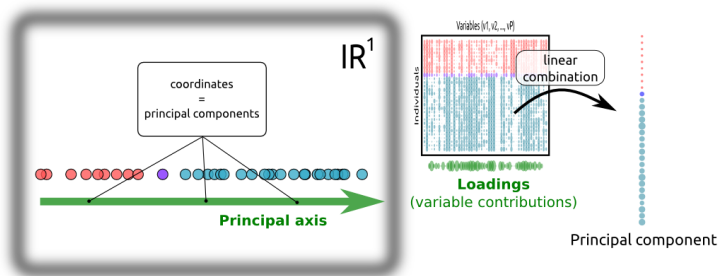 IR1
coordinates
=
principal components
Principal axis
Variables (v1, v2, ..., vP)
Individuals
linear
combination
Loadings
(variable contributions)
Principal component